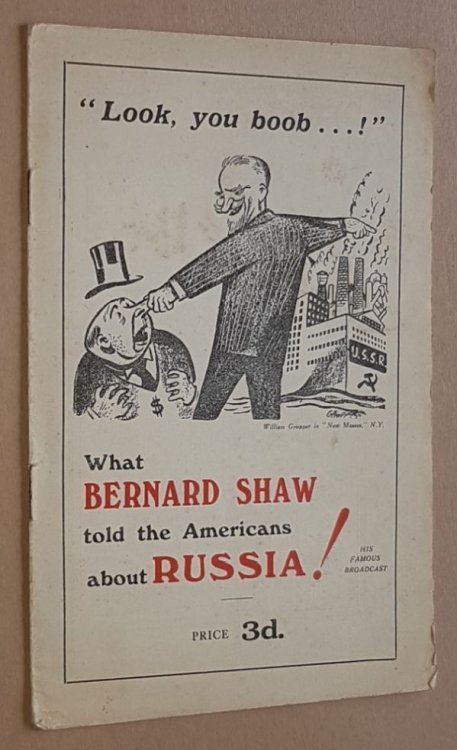 "Look, you boob...!"
$
U.S.S.R
William Gropper in "New Masses," N.Y.
What
BERNARD SHAW
told the Americans
about RUSSIA!
HIS
FAMOUS
BROADCAST
PRICE 3d.